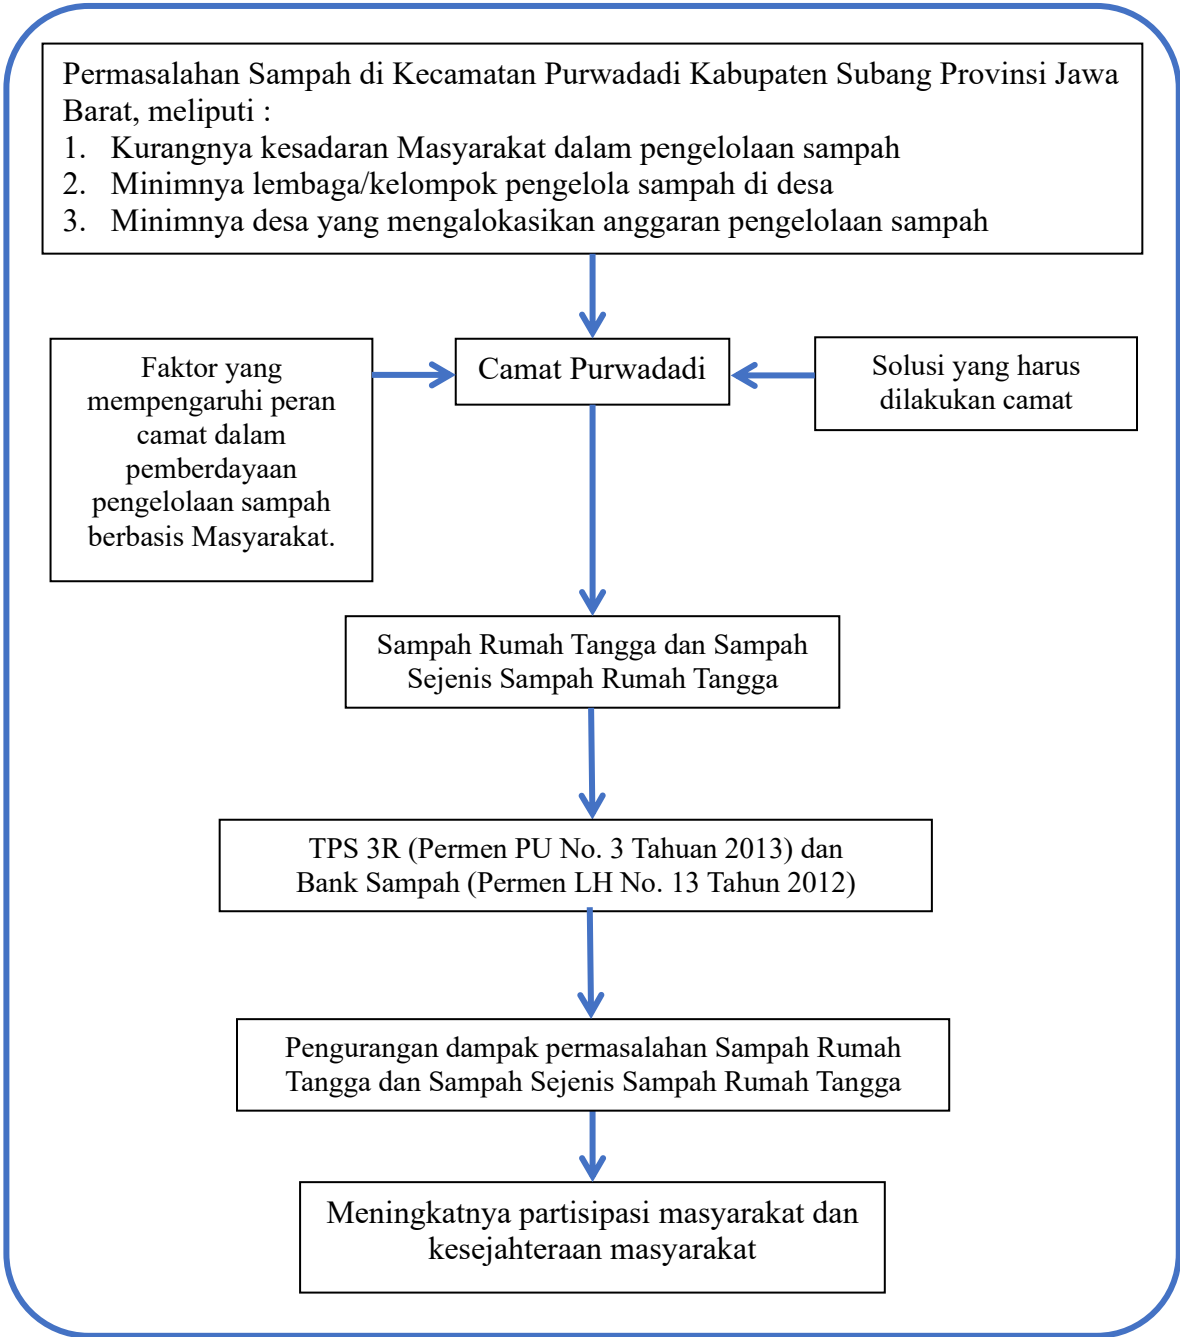 Permasalahan Sampah di Kecamatan Purwadadi Kabupaten Subang Provinsi Jawa
Barat, meliputi :
1. Kurangnya kesadaran Masyarakat dalam pengelolaan sampah
2. Minimnya lembaga/kelompok pengelola sampah di desa
3. Minimnya desa yang mengalokasikan anggaran pengelolaan sampah
Faktor yang
mempengaruhi peran
camat dalam
pemberdayaan
pengelolaan sampah
berbasis Masyarakat.
Camat Purwadadi
Solusi yang harus
dilakukan camat
Sampah Rumah Tangga dan Sampah
Sejenis Sampah Rumah Tangga
TPS 3R (Permen PU No. 3 Tahuan 2013) dan
Bank Sampah (Permen LH No. 13 Tahun 2012)
Pengurangan dampak permasalahan Sampah Rumah
Tangga dan Sampah Sejenis Sampah Rumah Tangga
Meningkatnya partisipasi masyarakat dan
kesejahteraan masyarakat